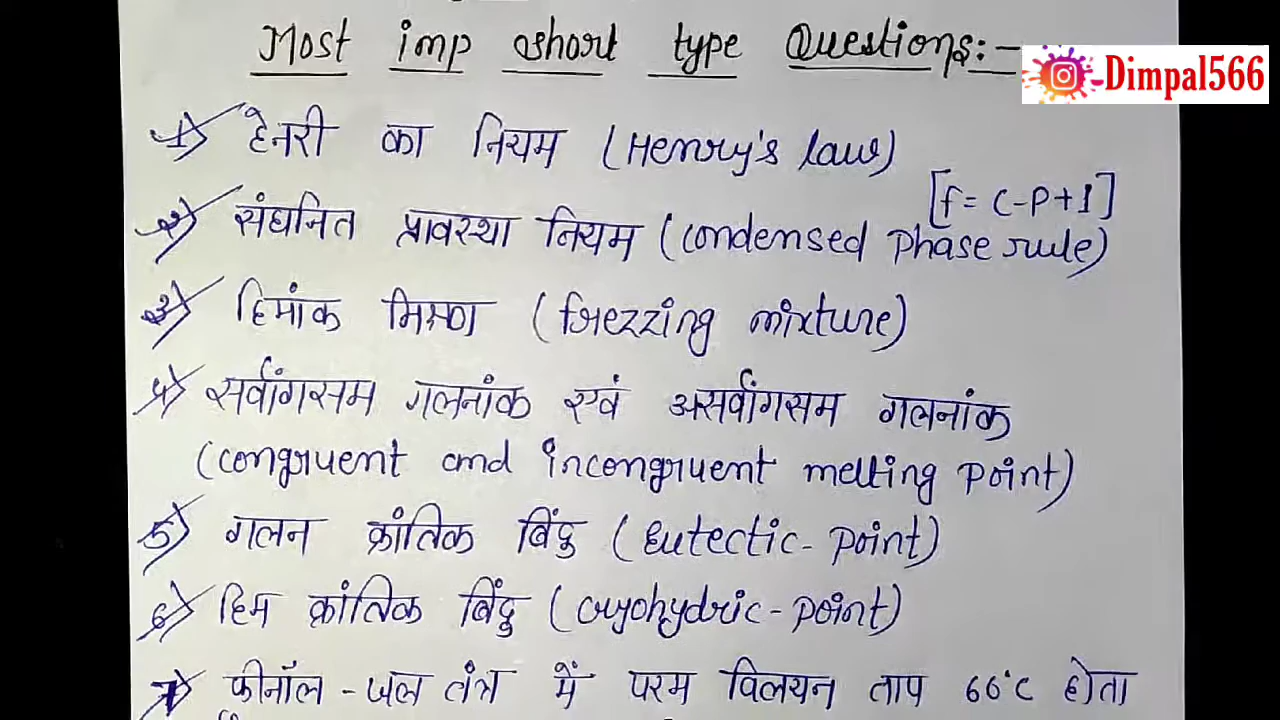 Most imp short type Questions:-
Dimpal566
1) हेनरी का नियम (Henry's law)
[f = C-P+1]
2) संघनित प्रावस्था नियम (Condensed Phase rule)
3) हिमांक मिश्रण (frezzing mixture)
4) सर्वांगसम गलनांक एवं असर्वांगसम गलनांक
(congruent and incongruent melting point)
5) गलन क्रांतिक बिंदु (Eutectic-point)
6) हिम क्रांतिक बिंदु (cryohydric-point)
7) फीनॉल - जल तंत्र में परम विलयन ताप 66°C होता